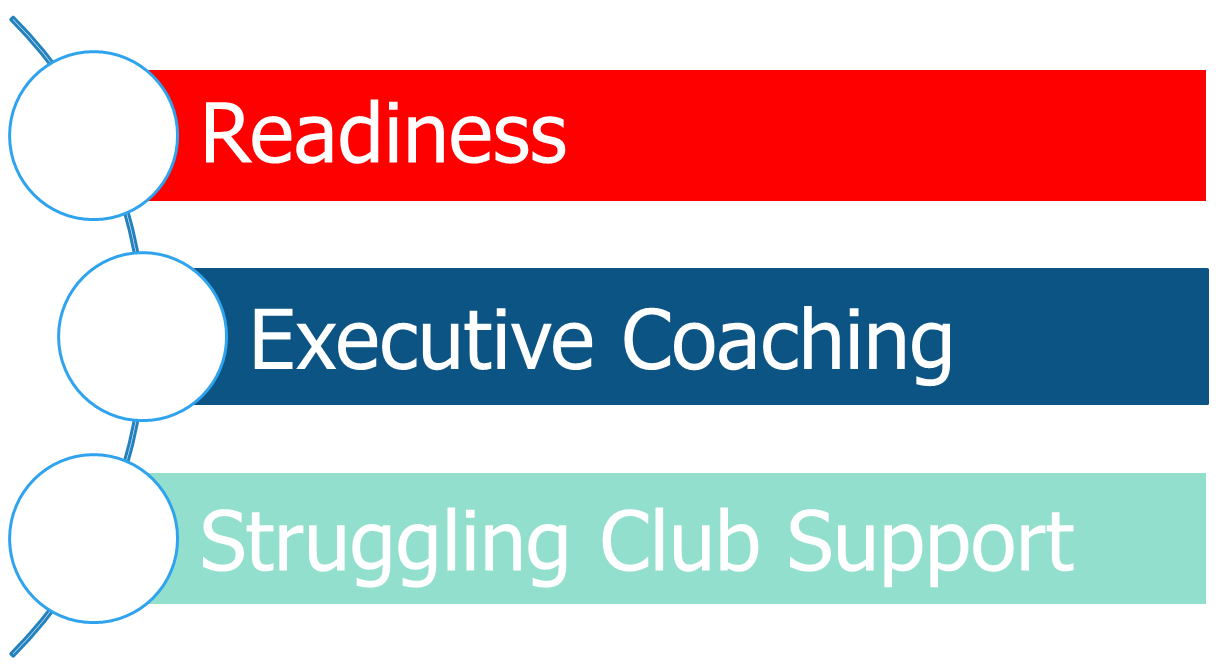 Readiness
Executive Coaching
Struggling Club Support